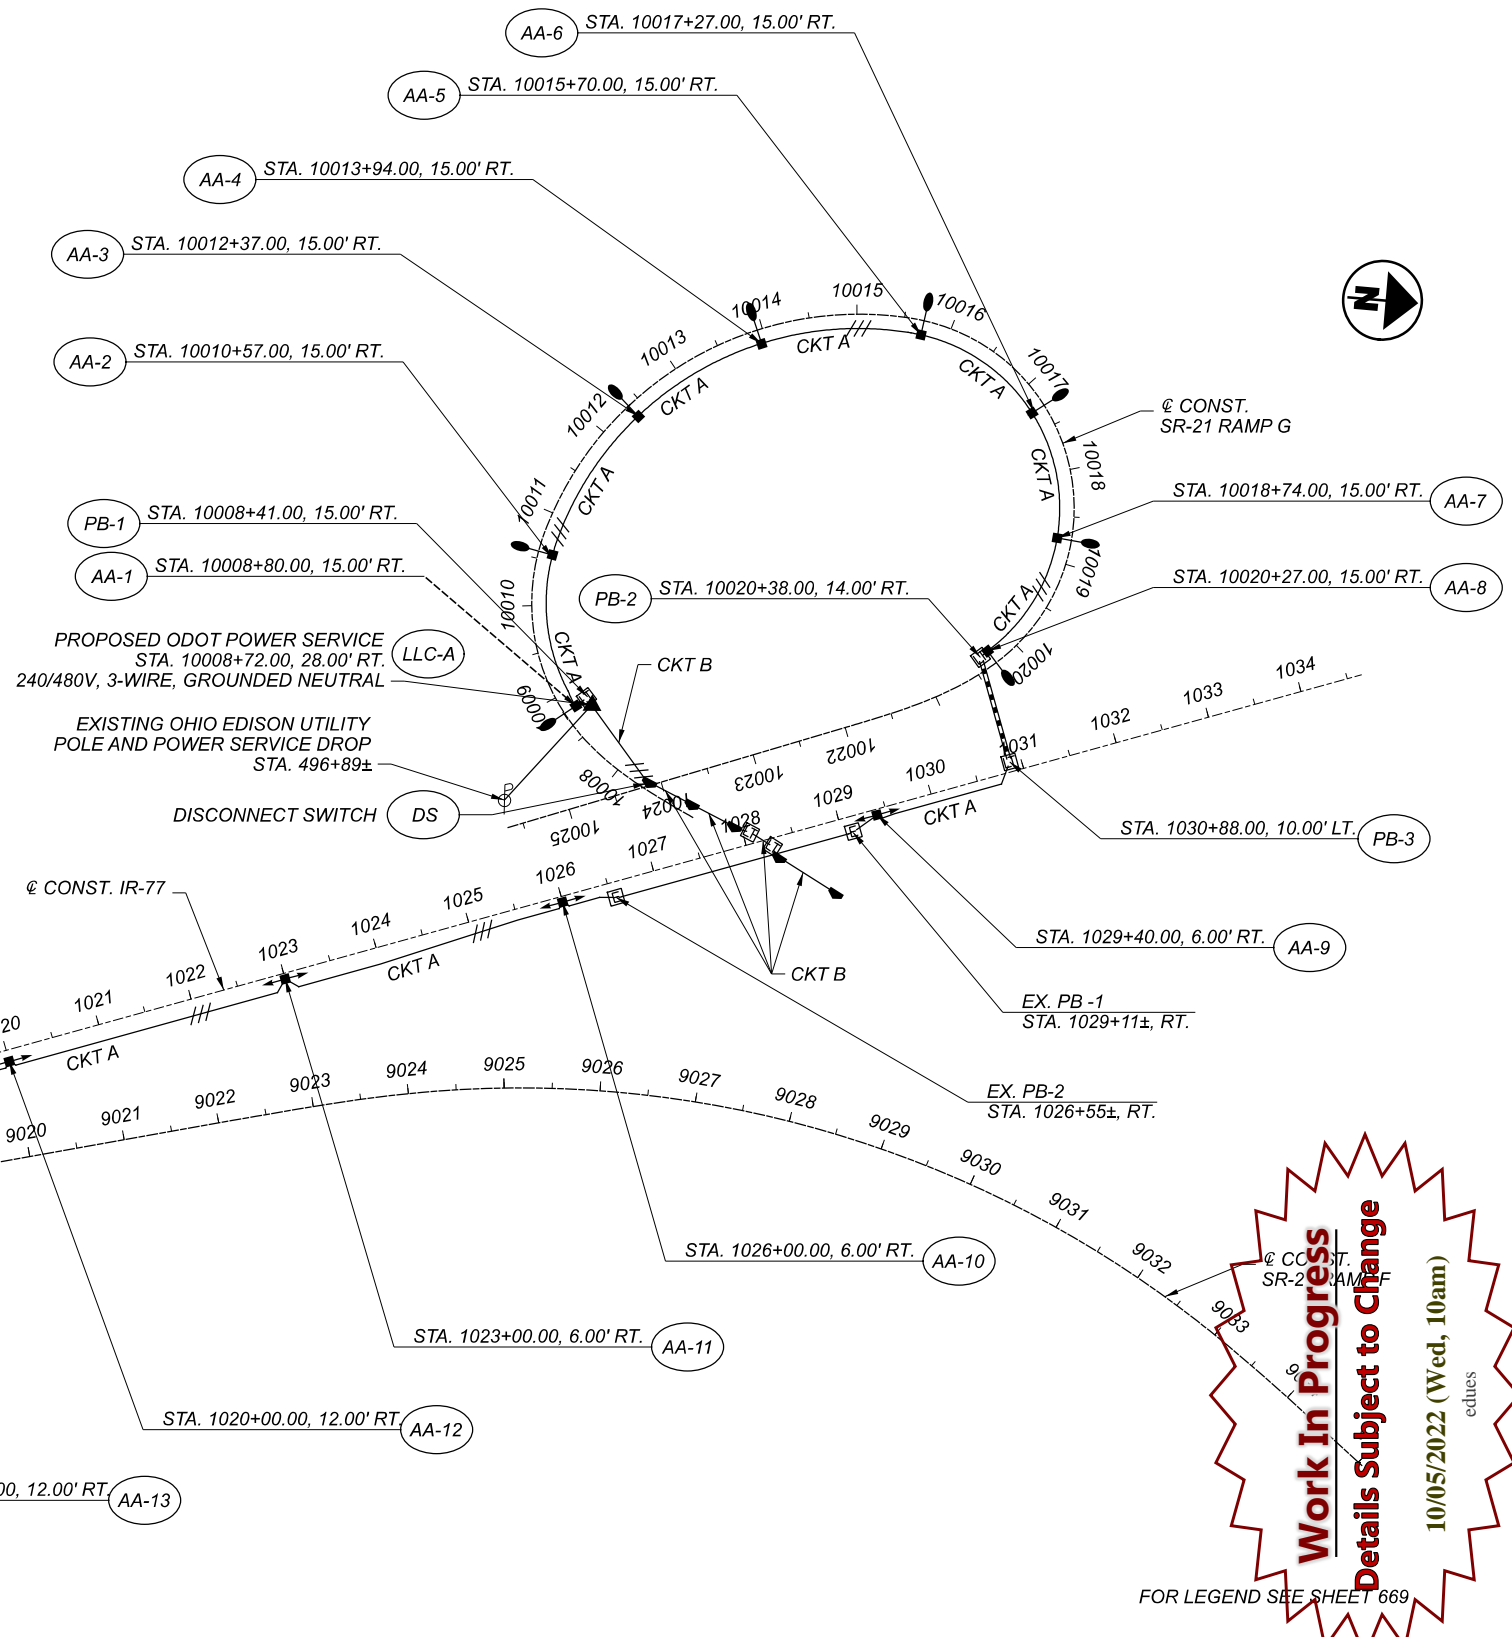 AA-6
STA. 10017+27.00, 15.00' RT.
AA-5
STA. 10015+70.00, 15.00' RT.
AA-4
STA. 10013+94.00, 15.00' RT.
AA-3
STA. 10012+37.00, 15.00' RT.
AA-2
STA. 10010+57.00, 15.00' RT.
PB-1
STA. 10008+41.00, 15.00' RT.
AA-1
STA. 10008+80.00, 15.00' RT.
PROPOSED ODOT POWER SERVICE
STA. 10008+72.00, 28.00' RT.
240/480V, 3-WIRE, GROUNDED NEUTRAL
LLC-A
EXISTING OHIO EDISON UTILITY
POLE AND POWER SERVICE DROP
STA. 496+89±
DISCONNECT SWITCH
DS
N
℄ CONST.
SR-21 RAMP G
STA. 10018+74.00, 15.00' RT.
AA-7
STA. 10020+27.00, 15.00' RT.
AA-8
PB-2
STA. 10020+38.00, 14.00' RT.
CKT B
10008
10009
10010
10011
10012
10013
10014
10015
10016
10017
10018
10019
10020
10022
10023
10024
10025
CKT A
CKT A
CKT A
CKT A
CKT A
CKT A
CKT A
P
STA. 1030+88.00, 10.00' LT.
PB-3
℄ CONST. IR-77
20
1021
1022
1023
1024
1025
1026
1027
1028
1029
1030
1031
1032
1033
1034
CKT A
CKT A
CKT A
CKT B
STA. 1029+40.00, 6.00' RT.
AA-9
EX. PB -1
STA. 1029+11±, RT.
EX. PB-2
STA. 1026+55±, RT.
9020
9021
9022
9023
9024
9025
9026
9027
9028
9029
9030
9031
9032
9033
STA. 1026+00.00, 6.00' RT.
AA-10
STA. 1023+00.00, 6.00' RT.
AA-11
STA. 1020+00.00, 12.00' RT.
AA-12
00, 12.00' RT.
AA-13
Work In Progress
Details Subject to Change
10/05/2022 (Wed, 10am)
edues
FOR LEGEND SEE SHEET 669